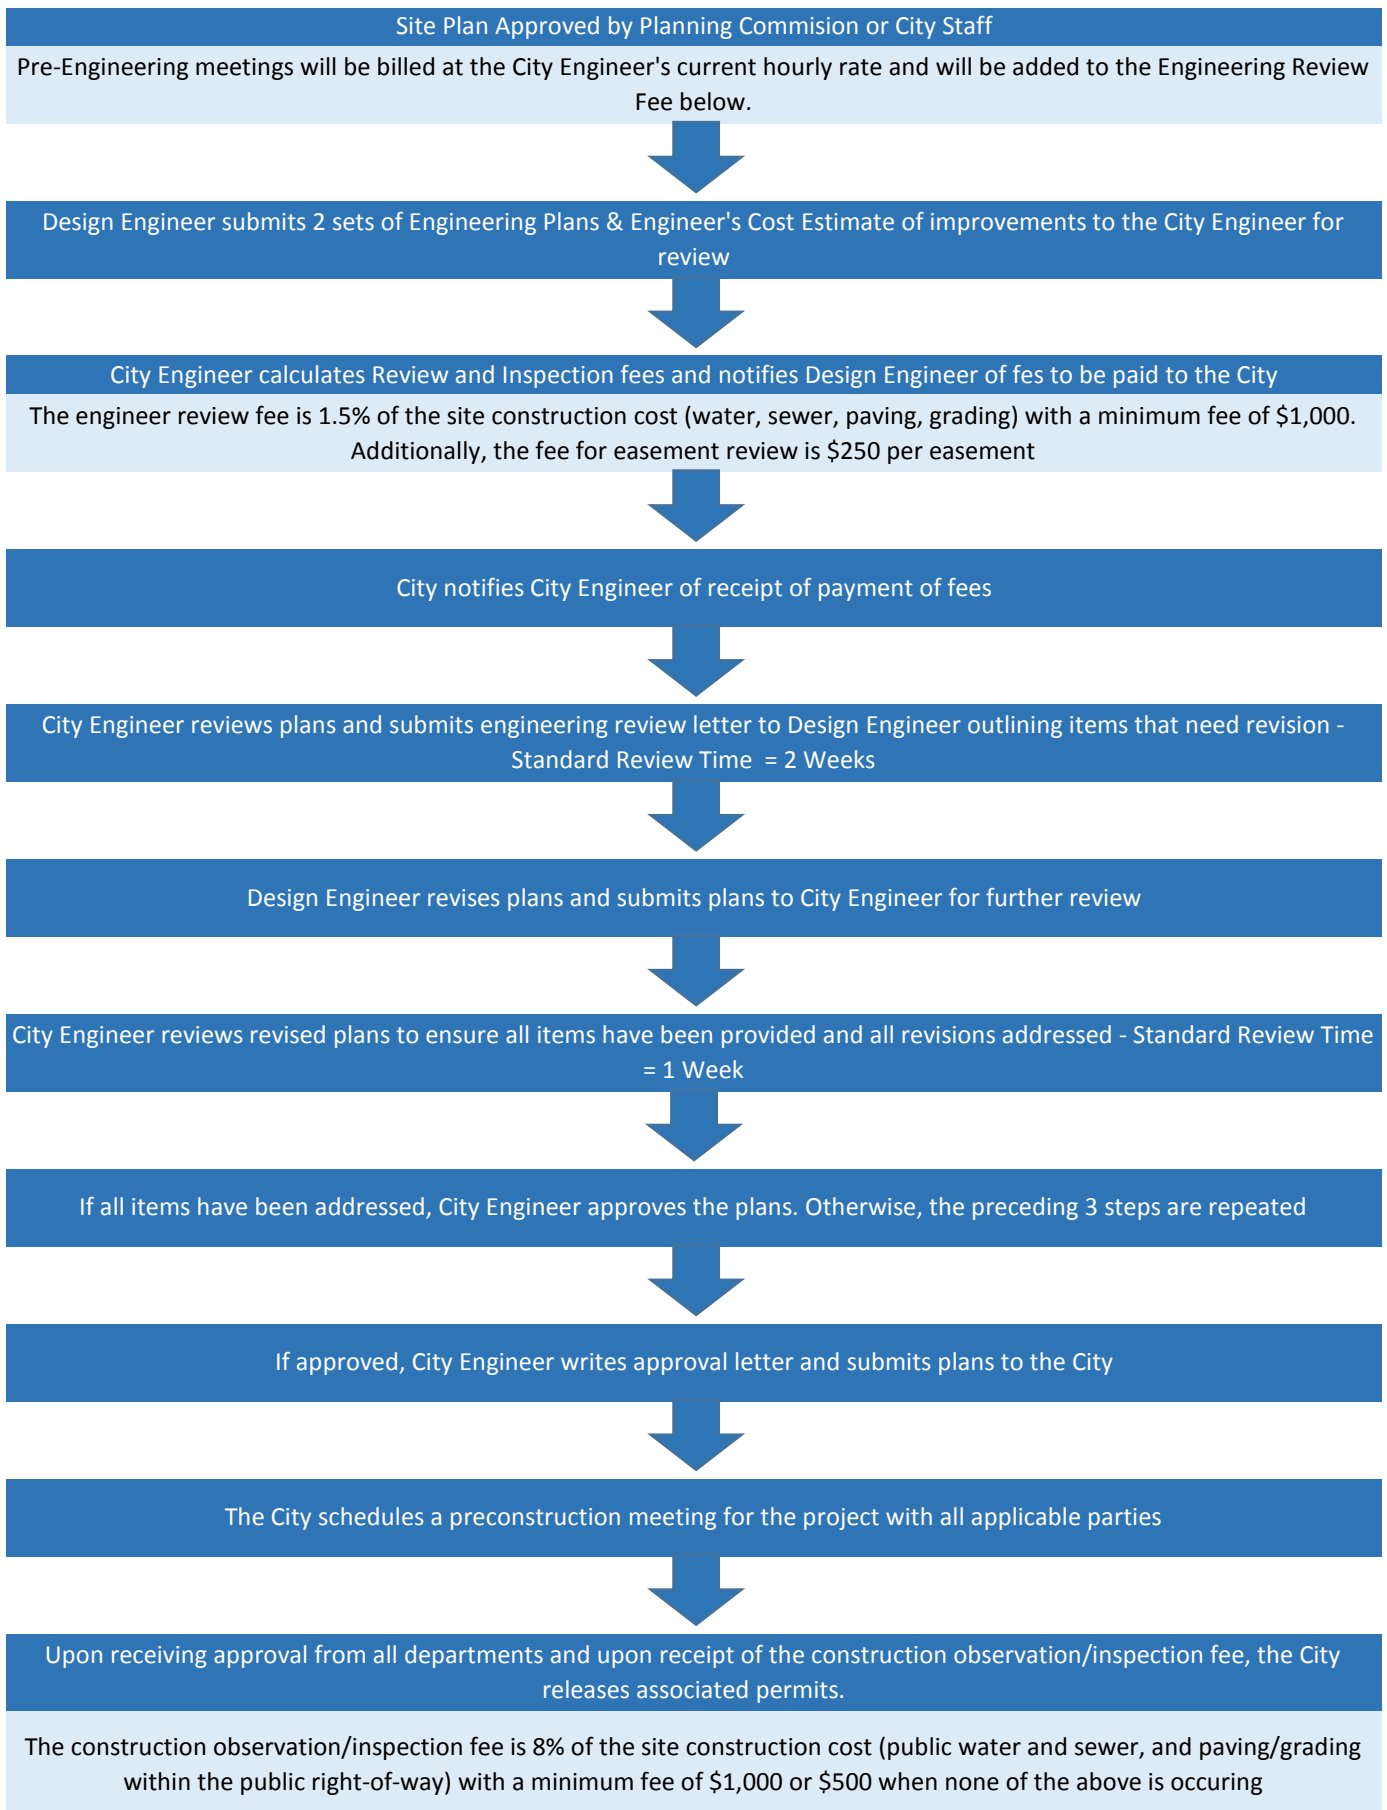 Site Plan Approved by Planning Commision or City Staff
Pre-Engineering meetings will be billed at the City Engineer's current hourly rate and will be added to the Engineering Review
Fee below.
Design Engineer submits 2 sets of Engineering Plans & Engineer's Cost Estimate of improvements to the City Engineer for
review
City Engineer calculates Review and Inspection fees and notifies Design Engineer of fes to be paid to the City
The engineer review fee is 1.5% of the site construction cost (water, sewer, paving, grading) with a minimum fee of $1,000.
Additionally, the fee for easement review is $250 per easement
City notifies City Engineer of receipt of payment of fees
City Engineer reviews plans and submits engineering review letter to Design Engineer outlining items that need revision -
Standard Review Time = 2 Weeks
Design Engineer revises plans and submits plans to City Engineer for further review
City Engineer reviews revised plans to ensure all items have been provided and all revisions addressed - Standard Review Time
= 1 Week
If all items have been addressed, City Engineer approves the plans. Otherwise, the preceding 3 steps are repeated
If approved, City Engineer writes approval letter and submits plans to the City
The City schedules a preconstruction meeting for the project with all applicable parties
Upon receiving approval from all departments and upon receipt of the construction observation/inspection fee, the City
releases associated permits.
The construction observation/inspection fee is 8% of the site construction cost (public water and sewer, and paving/grading
within the public right-of-way) with a minimum fee of $1,000 or $500 when none of the above is occuring